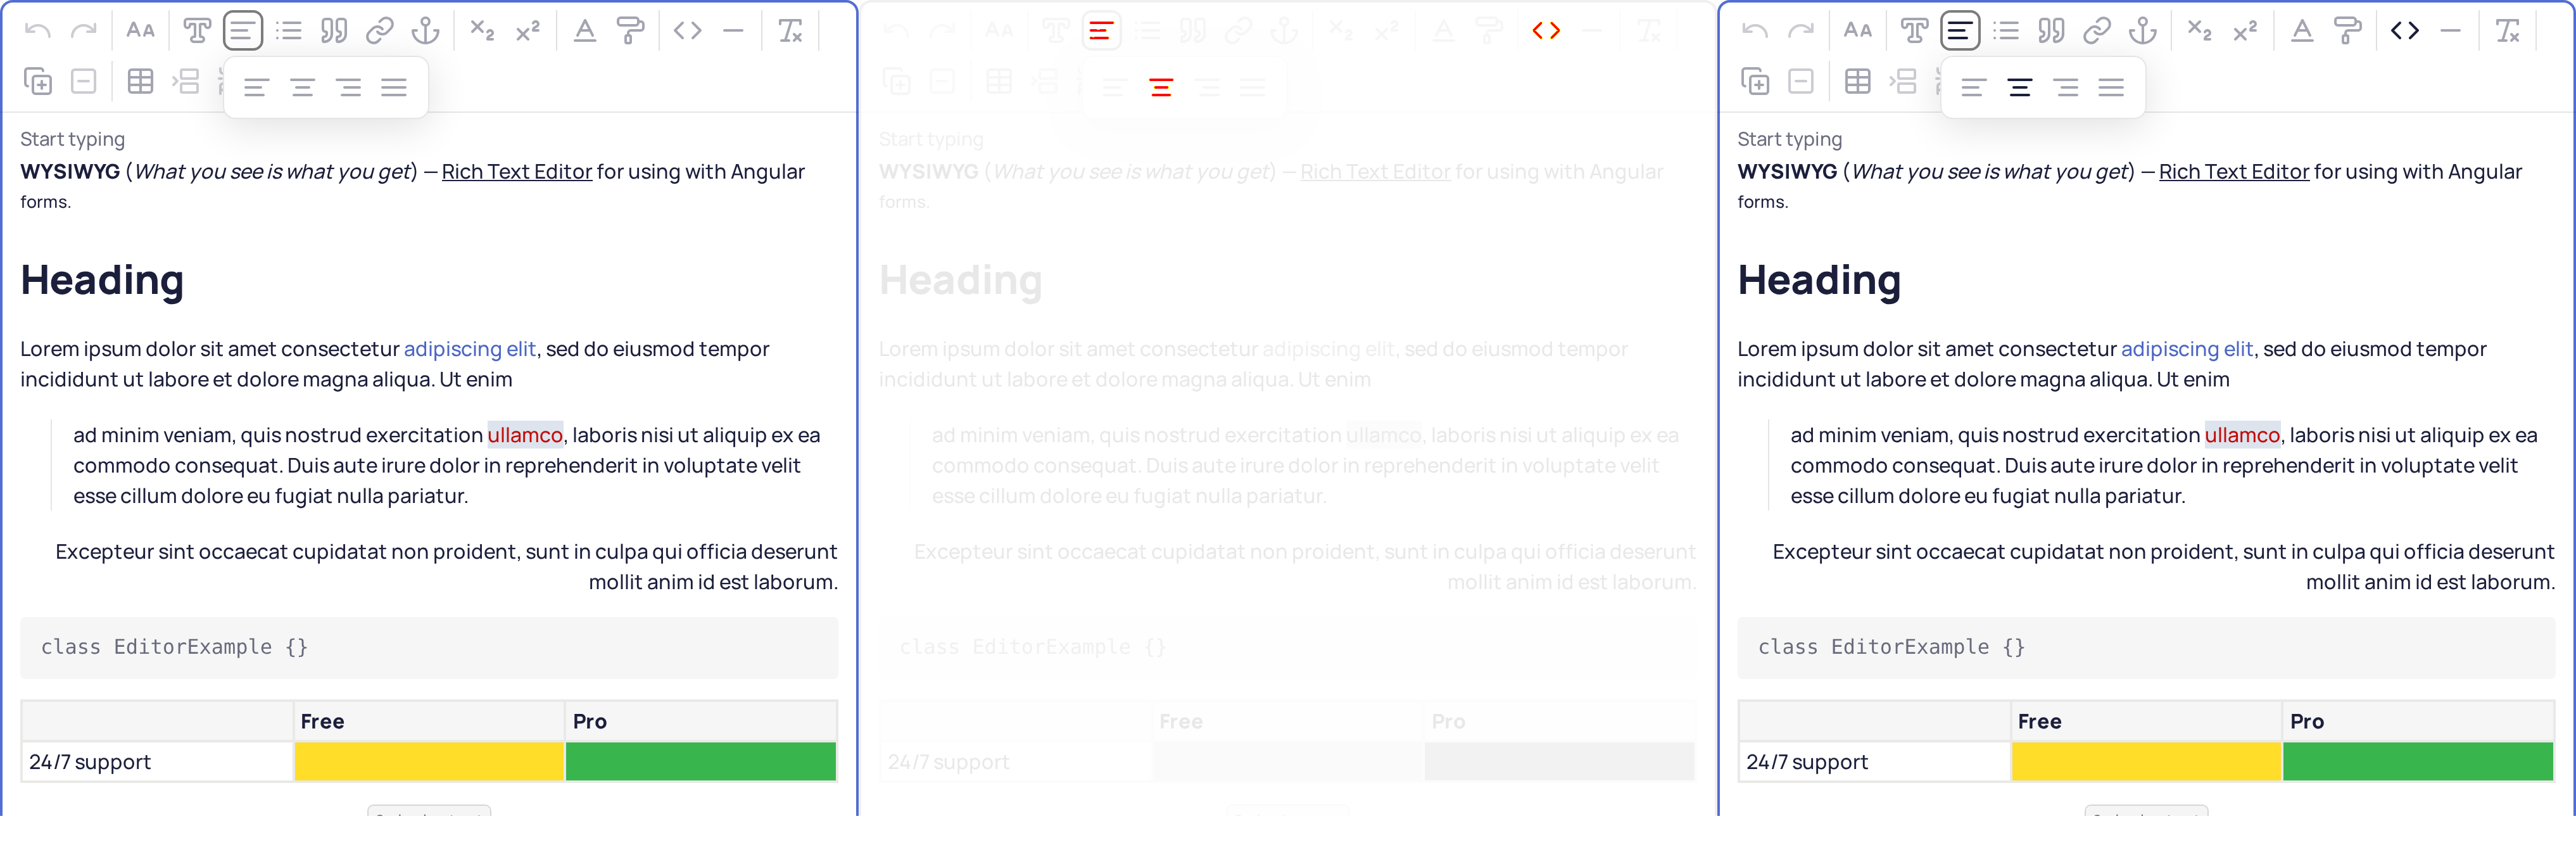 Start typing
WYSIWYG (What you see is what you get) — Rich Text Editor for using with Angular
forms.
Heading
Lorem ipsum dolor sit amet consectetur adipiscing elit, sed do eiusmod tempor
incididunt ut labore et dolore magna aliqua. Ut enim
ad minim veniam, quis nostrud exercitation ullamco, laboris nisi ut aliquip ex ea
commodo consequat. Duis aute irure dolor in reprehenderit in voluptate velit
esse cillum dolore eu fugiat nulla pariatur.
Excepteur sint occaecat cupidatat non proident, sunt in culpa qui officia deserunt
mollit anim id est laborum.
class EditorExample {}
Free Pro
24/7 support
Start typing
WYSIWYG (What you see is what you get) — Rich Text Editor for using with Angular
forms.
Heading
Lorem ipsum dolor sit amet consectetur adipiscing elit, sed do eiusmod tempor
incididunt ut labore et dolore magna aliqua. Ut enim
ad minim veniam, quis nostrud exercitation ullamco, laboris nisi ut aliquip ex ea
commodo consequat. Duis aute irure dolor in reprehenderit in voluptate velit
esse cillum dolore eu fugiat nulla pariatur.
Excepteur sint occaecat cupidatat non proident, sunt in culpa qui officia deserunt
mollit anim id est laborum.
class EditorExample {}
Free Pro
24/7 support
Start typing
WYSIWYG (What you see is what you get) — Rich Text Editor for using with Angular
forms.
Heading
Lorem ipsum dolor sit amet consectetur adipiscing elit, sed do eiusmod tempor
incididunt ut labore et dolore magna aliqua. Ut enim
ad minim veniam, quis nostrud exercitation ullamco, laboris nisi ut aliquip ex ea
commodo consequat. Duis aute irure dolor in reprehenderit in voluptate velit
esse cillum dolore eu fugiat nulla pariatur.
Excepteur sint occaecat cupidatat non proident, sunt in culpa qui officia deserunt
mollit anim id est laborum.
class EditorExample {}
Free Pro
24/7 support